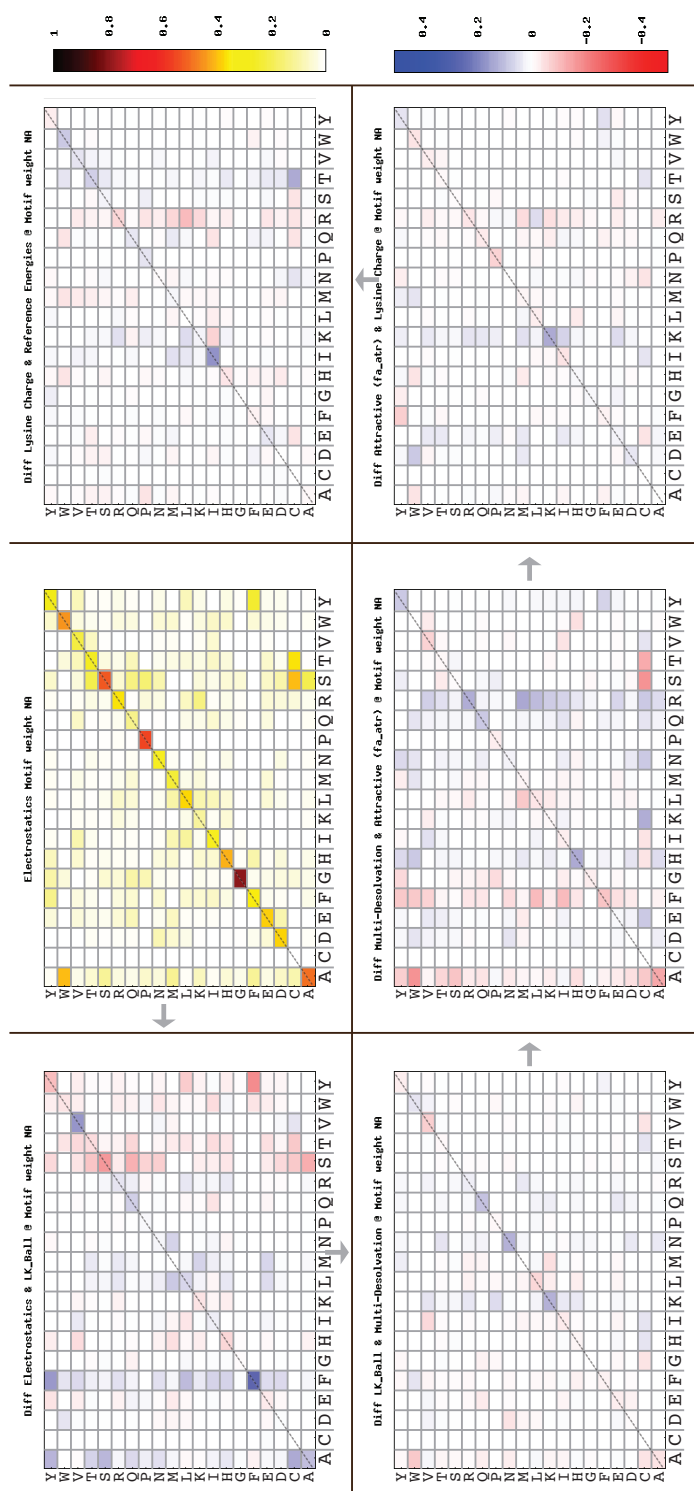 Diff Electrostatics & LK_Ball @ Motif weight NA
Y
W
V
T
S
R
Q
P
N
M
L
K
I
H
G
F
E
D
C
A
A C D E F G H I K L M N P Q R S T V W Y
Electrostatics Motif weight NA
Y
W
V
T
S
R
Q
P
N
M
L
K
I
H
G
F
E
D
C
A
A C D E F G H I K L M N P Q R S T V W Y
Diff Lysine Charge & Reference Energies @ Motif weight NA
Y
W
V
T
S
R
Q
P
N
M
L
K
I
H
G
F
E
D
C
A
A C D E F G H I K L M N P Q R S T V W Y
1
0.8
0.6
0.4
0.2
0
Diff LK_Ball & Multi-Desolvation @ Motif weight NA
Y
W
V
T
S
R
Q
P
N
M
L
K
I
H
G
F
E
D
C
A
A C D E F G H I K L M N P Q R S T V W Y
Diff Multi-Desolvation & Attractive (fa_atr) @ Motif weight NA
Y
W
V
T
S
R
Q
P
N
M
L
K
I
H
G
F
E
D
C
A
A C D E F G H I K L M N P Q R S T V W Y
Diff Attractive (fa_atr) & Lysine Charge @ Motif weight NA
Y
W
V
T
S
R
Q
P
N
M
L
K
I
H
G
F
E
D
C
A
A C D E F G H I K L M N P Q R S T V W Y
0.4
0.2
0
-0.2
-0.4